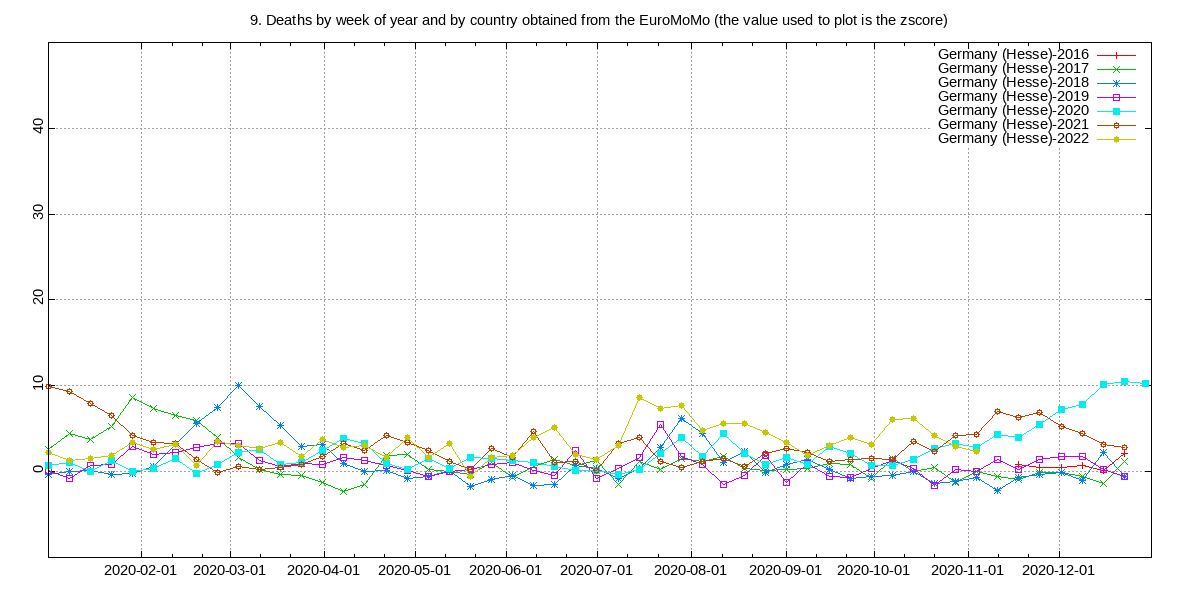 9. Deaths by week of year and by country obtained from the EuroMoMo (the value used to plot is the zscore)
Germany (Hesse)-2016
Germany (Hesse)-2017
Germany (Hesse)-2018
Germany (Hesse)-2019
Germany (Hesse)-2020
Germany (Hesse)-2021
Germany (Hesse)-2022
40
30
20
10
0
2020-02-01 2020-03-01 2020-04-01 2020-05-01 2020-06-01 2020-07-01 2020-08-01 2020-09-01 2020-10-01 2020-11-01 2020-12-01